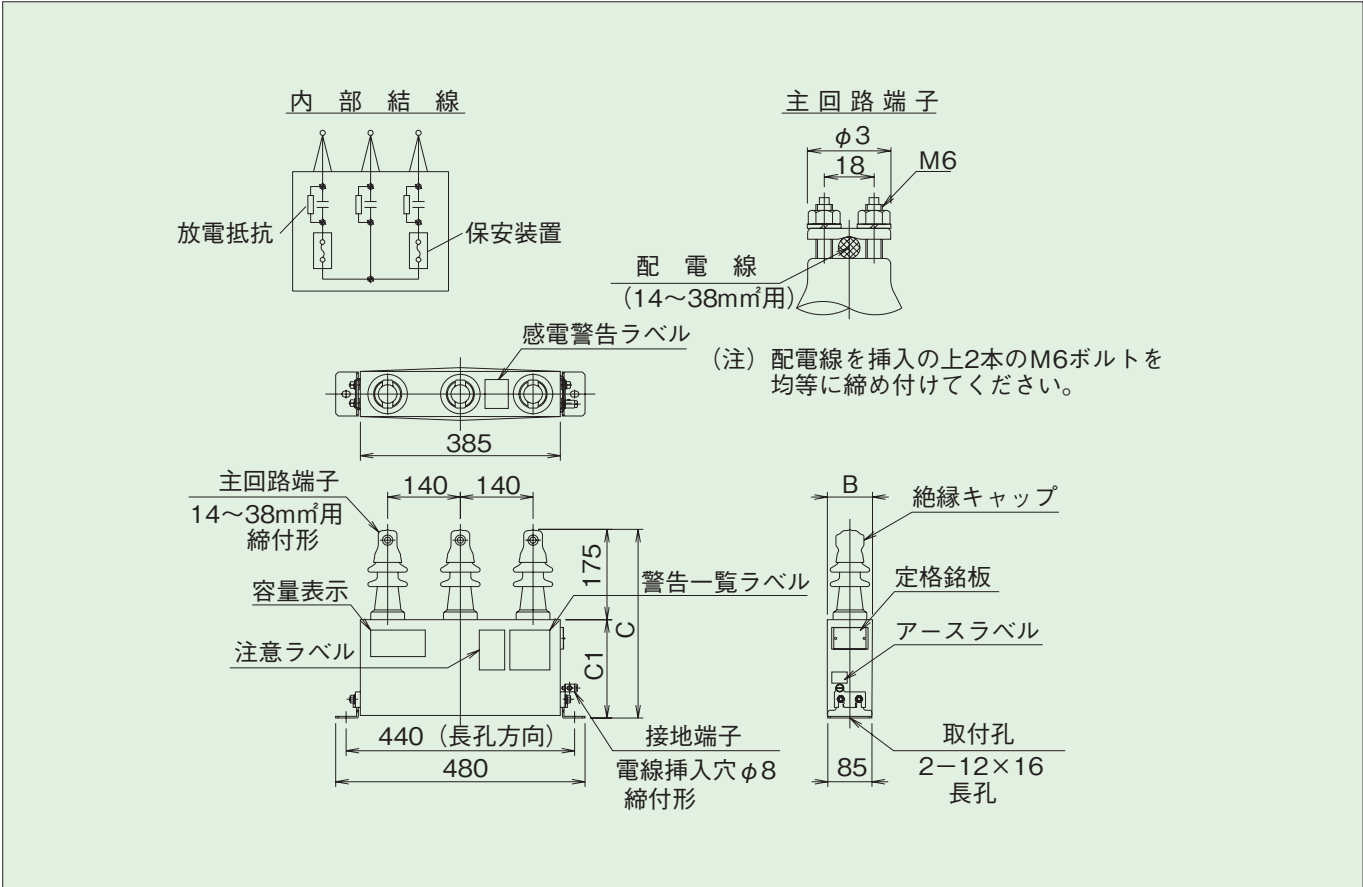 内部結線
放電抵抗
保安装置
主回路端子
φ3
18
M6
配電線
（14～38m㎡用）
（注） 配電線を挿入の上2本のM6ボルトを
均等に締め付けてください。
感電警告ラベル
385
主回路端子
14～38m㎡用
締付形
140
140
175
C
C1
容量表示
注意ラベル
警告一覧ラベル
440（長孔方向）
480
接地端子
電線挿入穴φ8
締付形
B
絶縁キャップ
定格銘板
アースラベル
85
取付孔
2－12×16
長孔